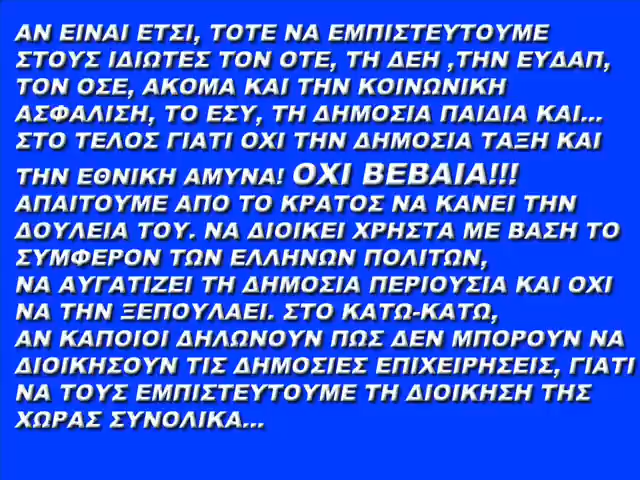 ΑΝ ΕΙΝΑΙ ΕΤΣΙ, ΤΟΤΕ ΝΑ ΕΜΠΙΣΤΕΥΤΟΥΜΕ
ΣΤΟΥΣ ΙΔΙΩΤΕΣ ΤΟΝ ΟΤΕ, ΤΗ ΔΕΗ ,ΤΗΝ ΕΥΔΑΠ,
ΤΟΝ ΟΣΕ, ΑΚΟΜΑ ΚΑΙ ΤΗΝ ΚΟΙΝΩΝΙΚΗ
ΑΣΦΑΛΙΣΗ, ΤΟ ΕΣΥ, ΤΗ ΔΗΜΟΣΙΑ ΠΑΙΔΙΑ ΚΑΙ...
ΣΤΟ ΤΕΛΟΣ ΓΙΑΤΙ ΟΧΙ ΤΗΝ ΔΗΜΟΣΙΑ ΤΑΞΗ ΚΑΙ
ΤΗΝ ΕΘΝΙΚΗ ΑΜΥΝΑ! ΟΧΙ ΒΕΒΑΙΑ!!!
ΑΠΑΙΤΟΥΜΕ ΑΠΟ ΤΟ ΚΡΑΤΟΣ ΝΑ ΚΑΝΕΙ ΤΗΝ
ΔΟΥΛΕΙΑ ΤΟΥ. ΝΑ ΔΙΟΙΚΕΙ ΧΡΗΣΤΑ ΜΕ ΒΑΣΗ ΤΟ
ΣΥΜΦΕΡΟΝ ΤΩΝ ΕΛΛΗΝΩΝ ΠΟΛΙΤΩΝ,
ΝΑ ΑΥΓΑΤΙΖΕΙ ΤΗ ΔΗΜΟΣΙΑ ΠΕΡΙΟΥΣΙΑ ΚΑΙ ΟΧΙ
ΝΑ ΤΗΝ ΞΕΠΟΥΛΑΕΙ. ΣΤΟ ΚΑΤΩ-ΚΑΤΩ,
ΑΝ ΚΑΠΟΙΟΙ ΔΗΛΩΝΟΥΝ ΠΩΣ ΔΕΝ ΜΠΟΡΟΥΝ ΝΑ
ΔΙΟΙΚΗΣΟΥΝ ΤΙΣ ΔΗΜΟΣΙΕΣ ΕΠΙΧΕΙΡΗΣΕΙΣ, ΓΙΑΤΙ
ΝΑ ΤΟΥΣ ΕΜΠΙΣΤΕΥΤΟΥΜΕ ΤΗ ΔΙΟΙΚΗΣΗ ΤΗΣ
ΧΩΡΑΣ ΣΥΝΟΛΙΚΑ...